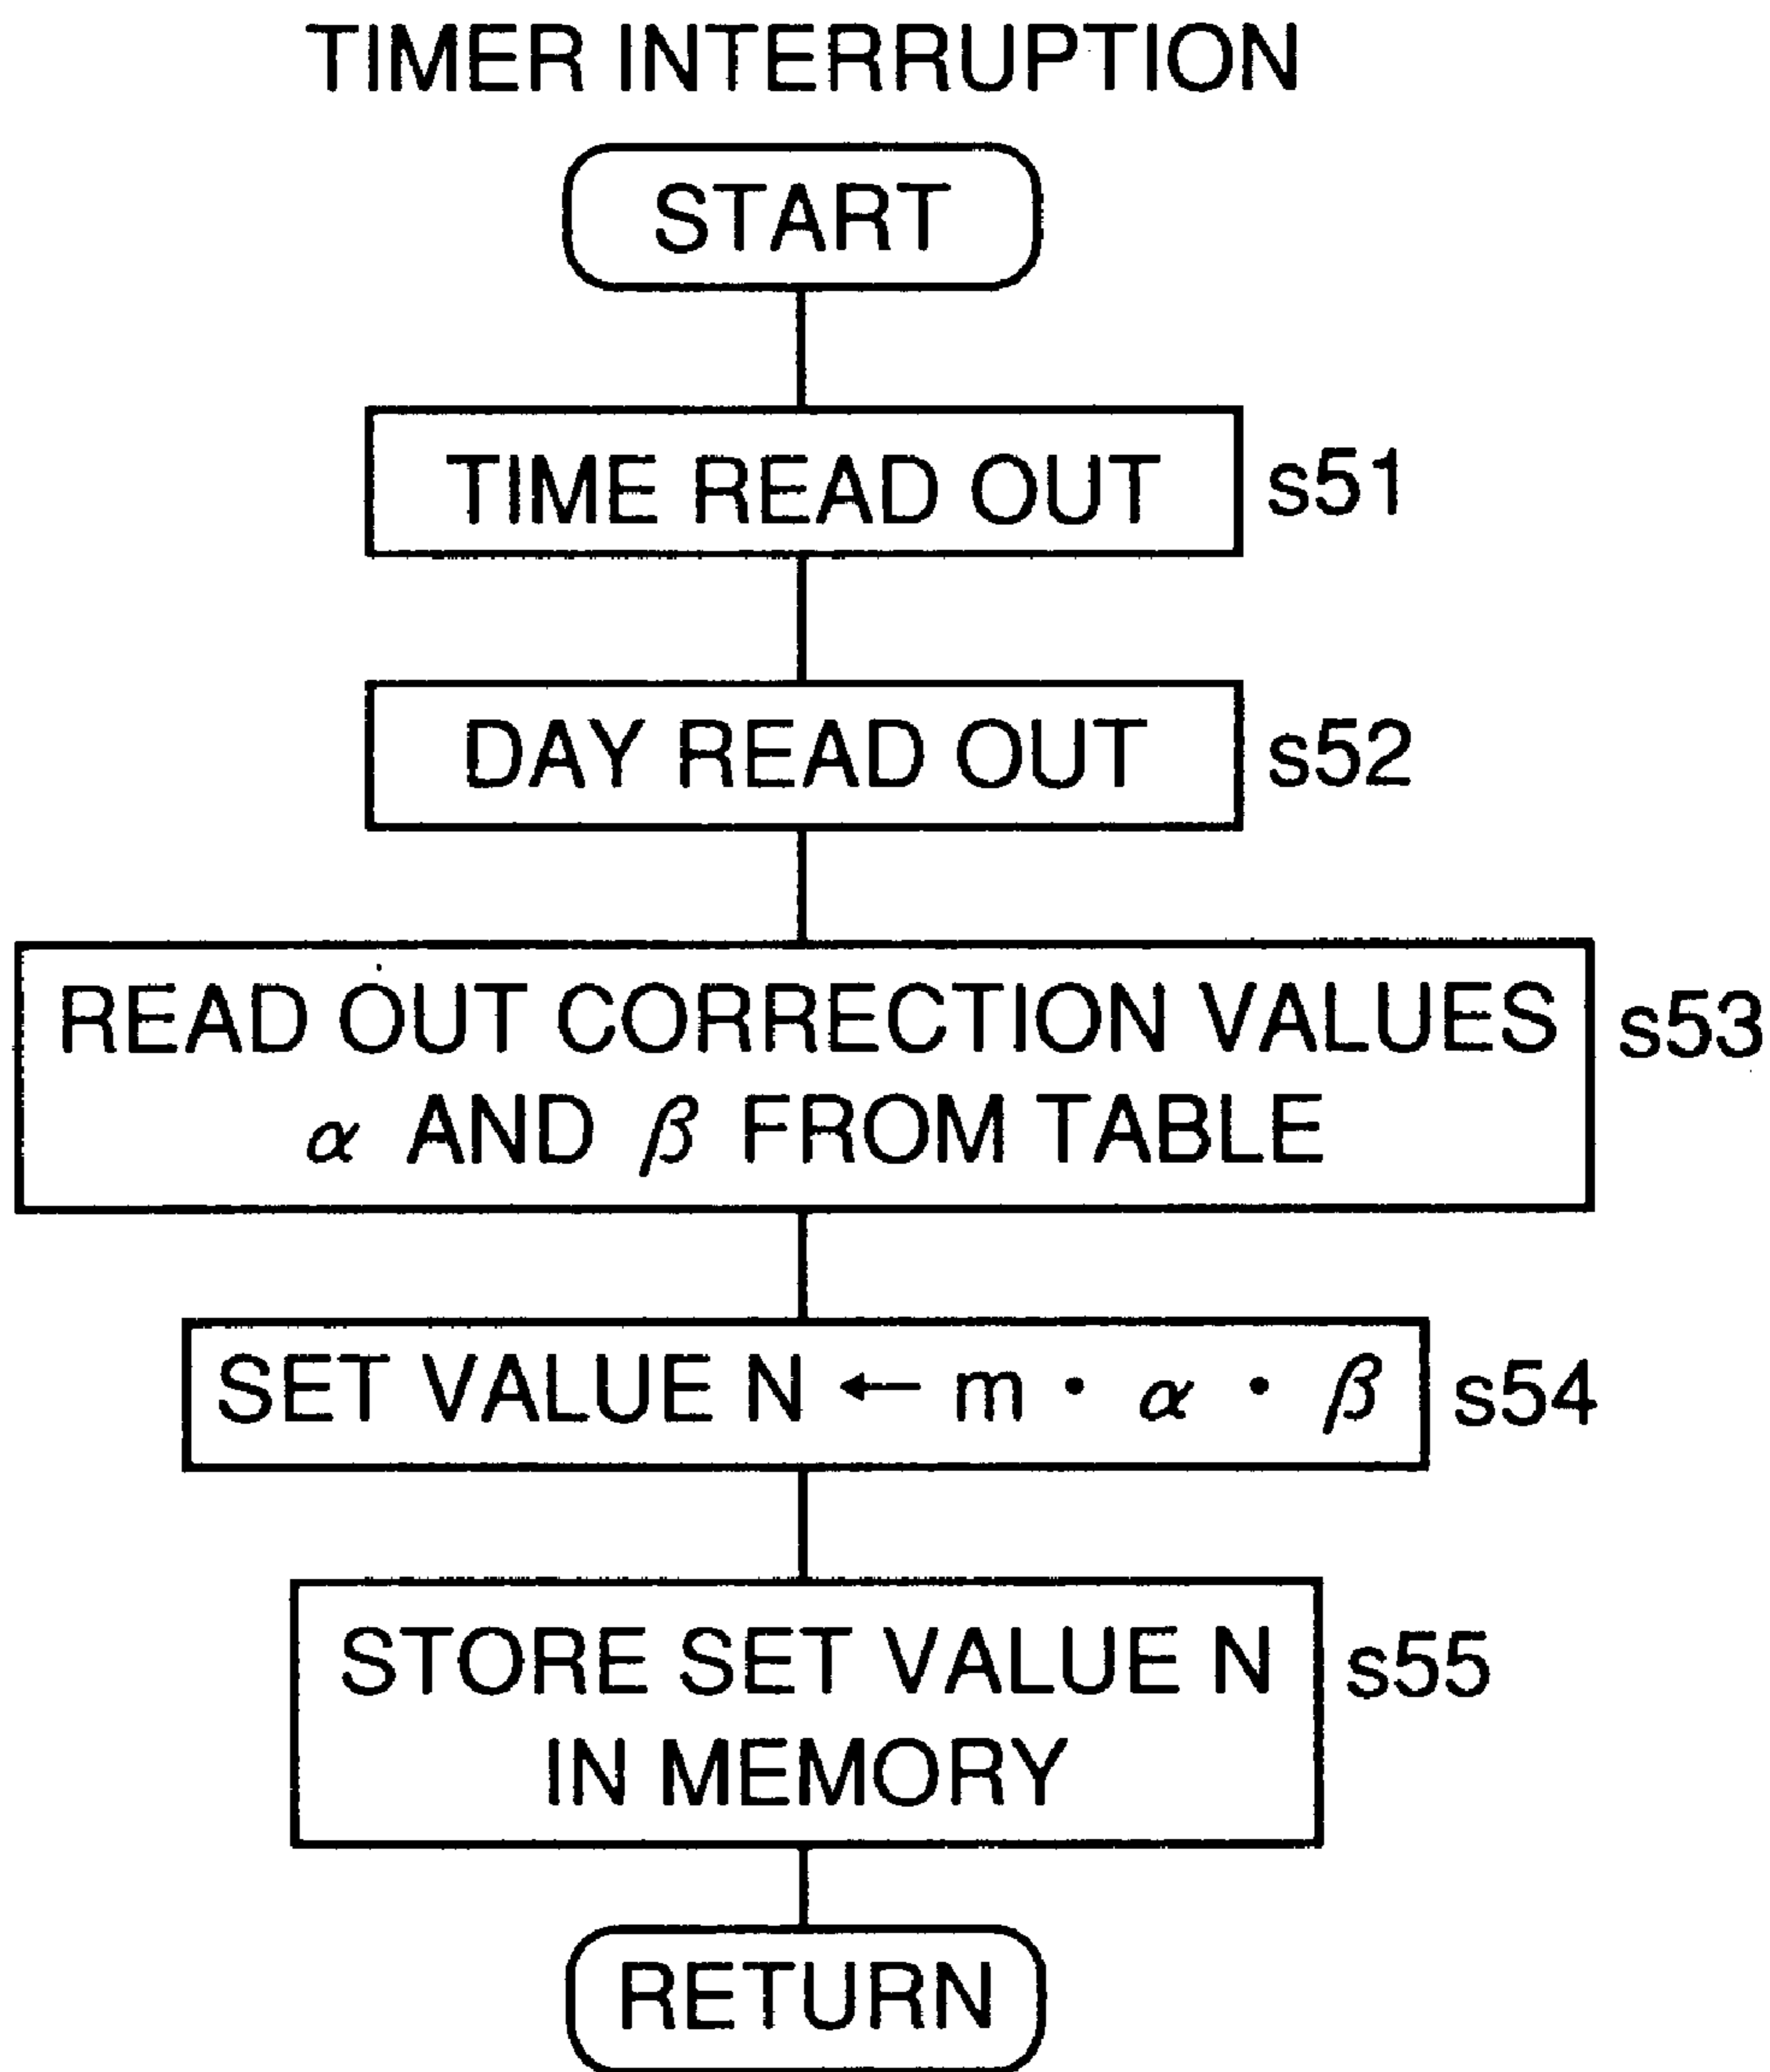 TIMER INTERRUPTION
START
TIME READ OUT s51
DAY READ OUT s52
READ OUT CORRECTION VALUES s53
α AND β FROM TABLE
SET VALUE N ← m · α · β s54
STORE SET VALUE N s55
IN MEMORY
RETURN